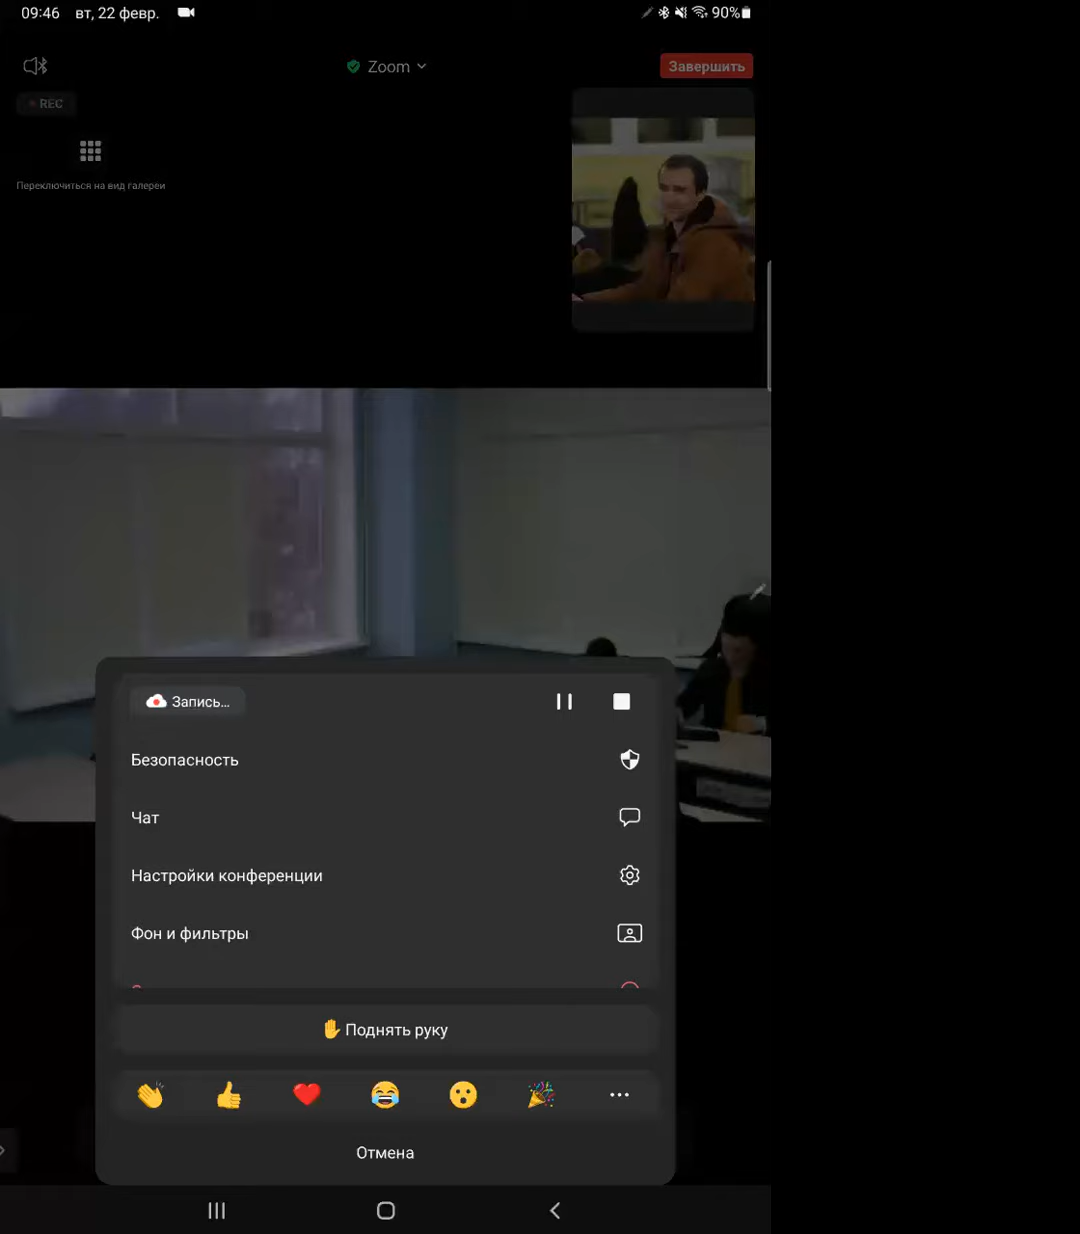 09:46 вт, 22 февр. 90%
Zoom
Завершить
REC
Переключиться на вид галереи
Запись...
Безопасность
Чат
Настройки конференции
Фон и фильтры
Поднять руку
Отмена